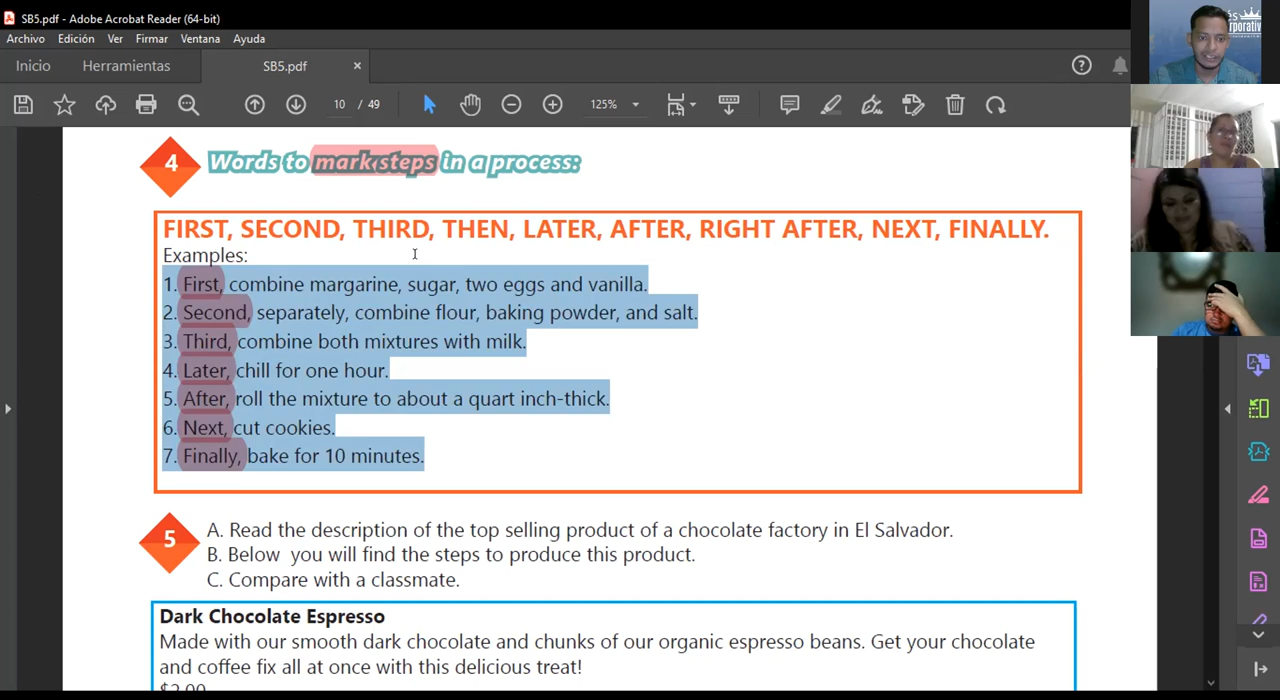 SB5.pdf - Adobe Acrobat Reader (64-bit)
Archivo Edición Ver Firmar Ventana Ayuda
Inicio Herramientas SB5.pdf ×
10 / 49 125%
4 Words to mark steps in a process:
FIRST, SECOND, THIRD, THEN, LATER, AFTER, RIGHT AFTER, NEXT, FINALLY.
Examples:
1. First, combine margarine, sugar, two eggs and vanilla.
2. Second, separately, combine flour, baking powder, and salt.
3. Third, combine both mixtures with milk.
4. Later, chill for one hour.
5. After, roll the mixture to about a quart inch-thick.
6. Next, cut cookies.
7. Finally, bake for 10 minutes.
5 A. Read the description of the top selling product of a chocolate factory in El Salvador.
B. Below you will find the steps to produce this product.
C. Compare with a classmate.
Dark Chocolate Espresso
Made with our smooth dark chocolate and chunks of our organic espresso beans. Get your chocolate
and coffee fix all at once with this delicious treat!
$2.00